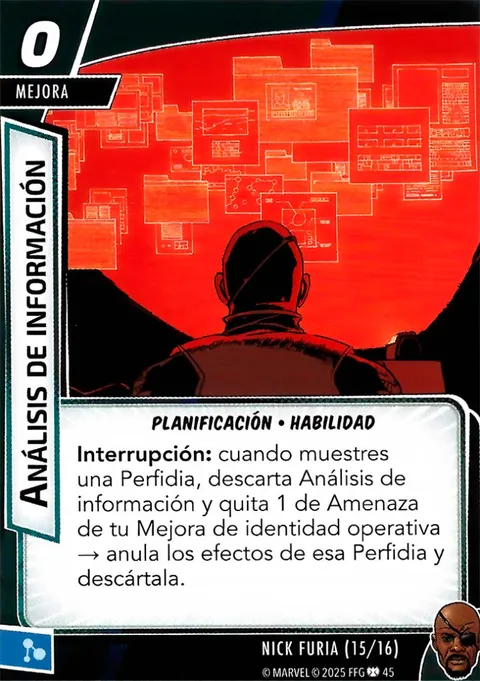 0
MEJORA
ANÁLISIS DE INFORMACIÓN
PLANIFICACIÓN • HABILIDAD
Interrupción: cuando muestres
una Perfidia, descarta Análisis de
información y quita 1 de Amenaza
de tu Mejora de identidad operativa
→ anula los efectos de esa Perfidia y
descártala.
NICK FURIA (15/16)
© MARVEL © 2025 FFG 45